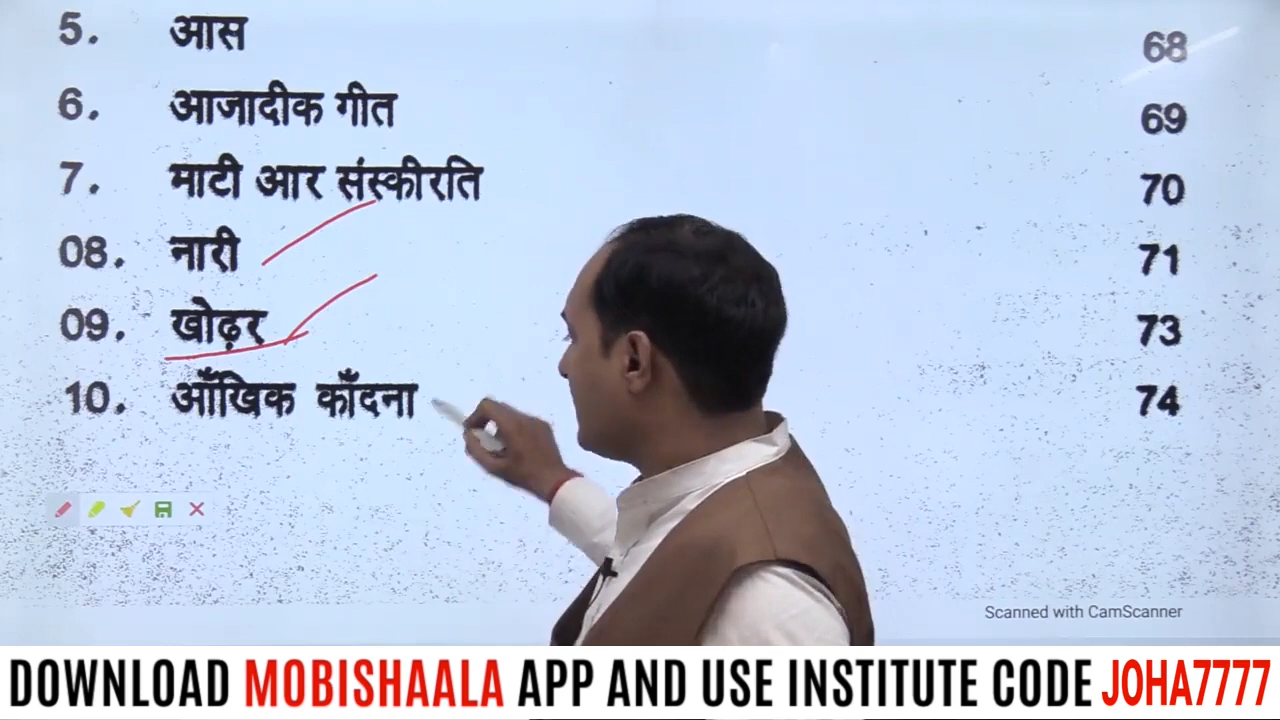 5. आस 68
6. आजादीक गीत 69
7. माटी आर संस्कीरति 70
08. नारी 71
09. खोढ़र 73
10. आँखिक काँदना 74
Scanned with CamScanner
DOWNLOAD MOBISHAALA APP AND USE INSTITUTE CODE JOHA7777